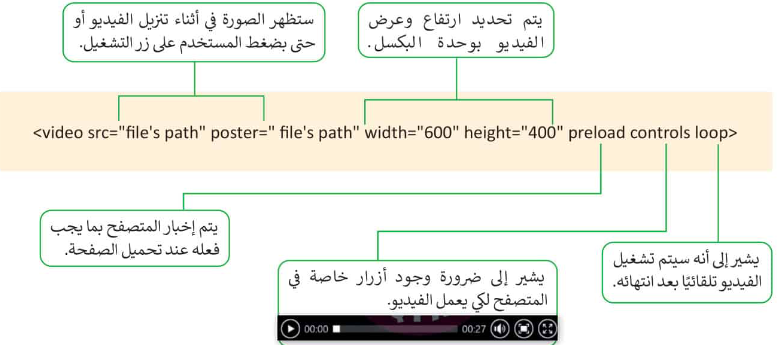 ستظهر الصورة في أثناء تنزيل الفيديو أو
حتى بضغط المستخدم على زر التشغيل.
يتم تحديد ارتفاع وعرض
الفيديو بوحدة البكسل.
<video src="file's path" poster=" file's path" width="600" height="400" preload controls loop>
يتم إخبار المتصفح بما يجب
فعله عند تحميل الصفحة.
يشير إلى ضرورة وجود أزرار خاصة في
المتصفح لكي يعمل الفيديو.
00:00 00:27
يشير إلى أنه سيتم تشغيل
الفيديو تلقائيًا بعد انتهائه.